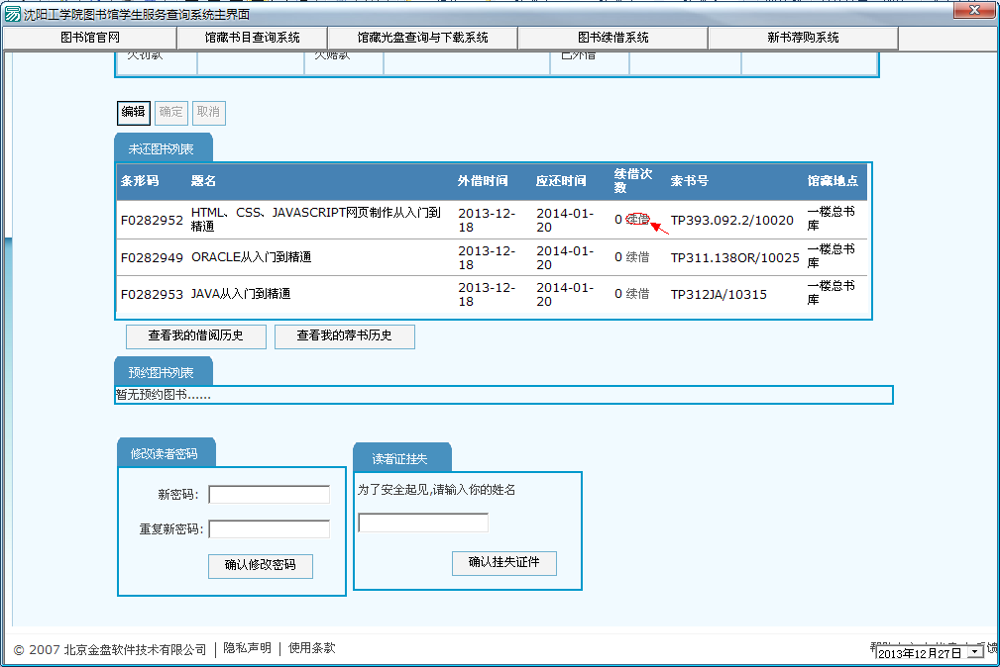 沈阳工学院图书馆学生服务查询系统主界面
图书馆官网 馆藏书目查询系统 馆藏光盘查询与下载系统 图书续借系统 新书荐购系统
欠罚款 欠赔款 已外借
编辑 确定 取消
未还图书列表
条形码 题名 外借时间 应还时间 续借次数 索书号 馆藏地点
F0282952 HTML、CSS、JAVASCRIPT网页制作从入门到精通 2013-12-18 2014-01-20 0 续借 TP393.092.2/10020 一楼总书库
F0282949 ORACLE从入门到精通 2013-12-18 2014-01-20 0 续借 TP311.138OR/10025 一楼总书库
F0282953 JAVA从入门到精通 2013-12-18 2014-01-20 0 续借 TP312JA/10315 一楼总书库
查看我的借阅历史 查看我的荐书历史
预约图书列表
暂无预约图书......
修改读者密码
新密码:
重复新密码:
确认修改密码
读者证挂失
为了安全起见,请输入你的姓名
确认挂失证件
© 2007 北京金盘软件技术有限公司 | 隐私声明 | 使用条款
2013年12月27日